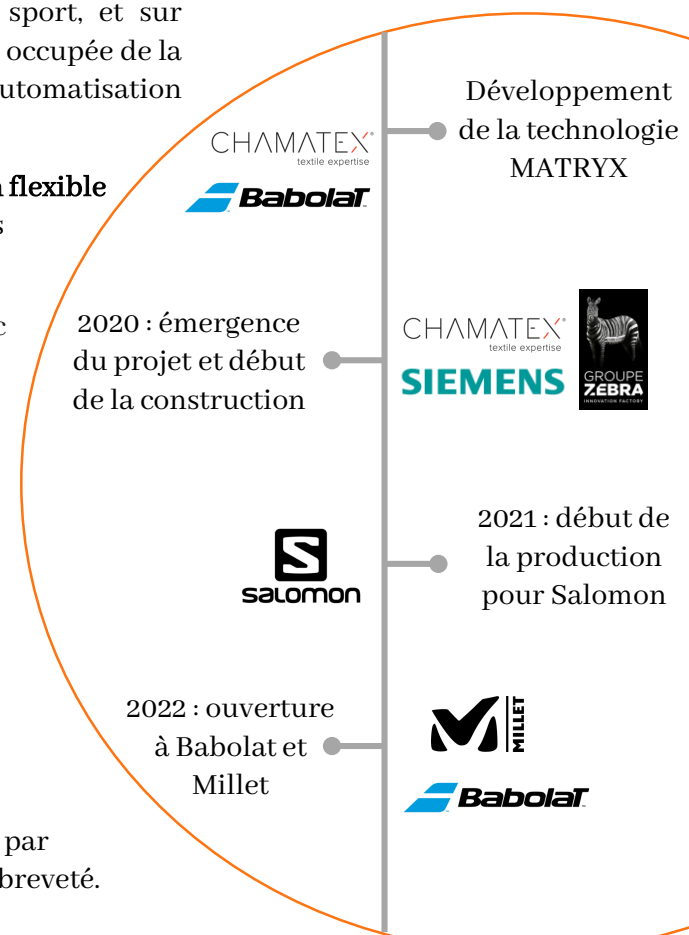 sport, et sur
occupée de la
utomatisation
flexible
s
c
par
breveté.
Développement
de la technologie
MATRYX
CHAMATEX®
textile expertise
Babolat
2020 : émergence
du projet et début
de la construction
CHAMATEX®
textile expertise
SIEMENS
GROUPE
ZEBRA
INNOVATION FACTORY
2021 : début de
la production
pour Salomon
S
salomon
2022 : ouverture
à Babolat et
Millet
M
MILLET
Babolat